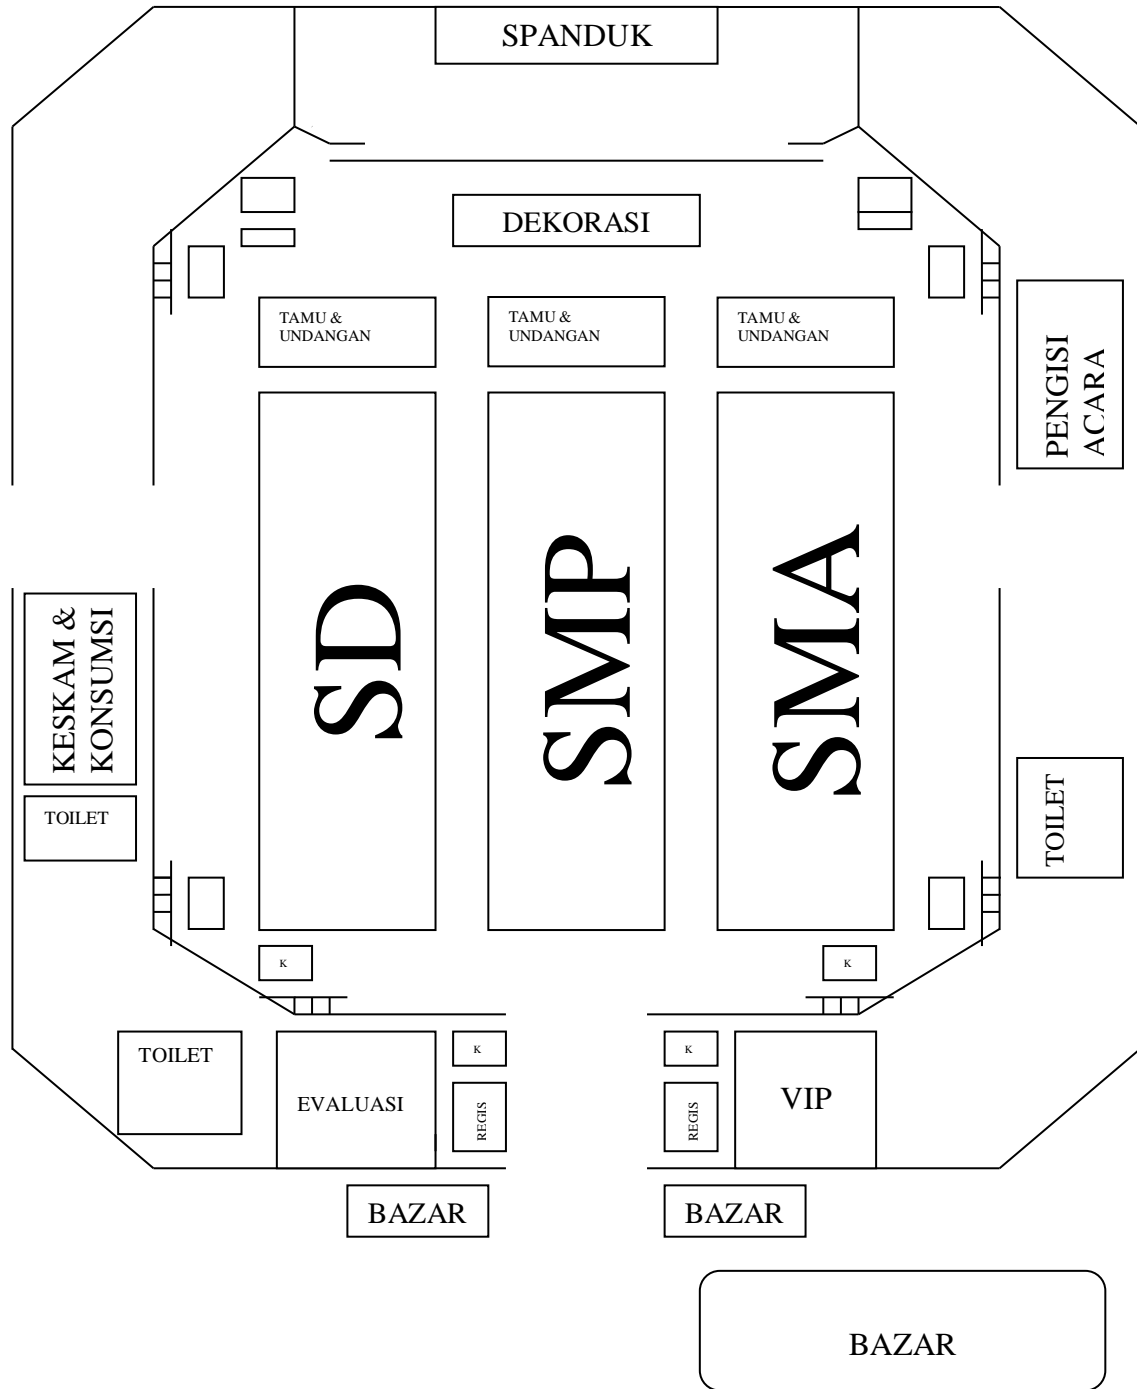 SPANDUK
DEKORASI
TAMU &
UNDANGAN
TAMU &
UNDANGAN
TAMU &
UNDANGAN
PENGISI
ACARA
SD
SMP
SMA
KESKAM &
KONSUMSI
TOILET
TOILET
K
K
TOILET
EVALUASI
K
REGIS
K
REGIS
VIP
BAZAR
BAZAR
BAZAR